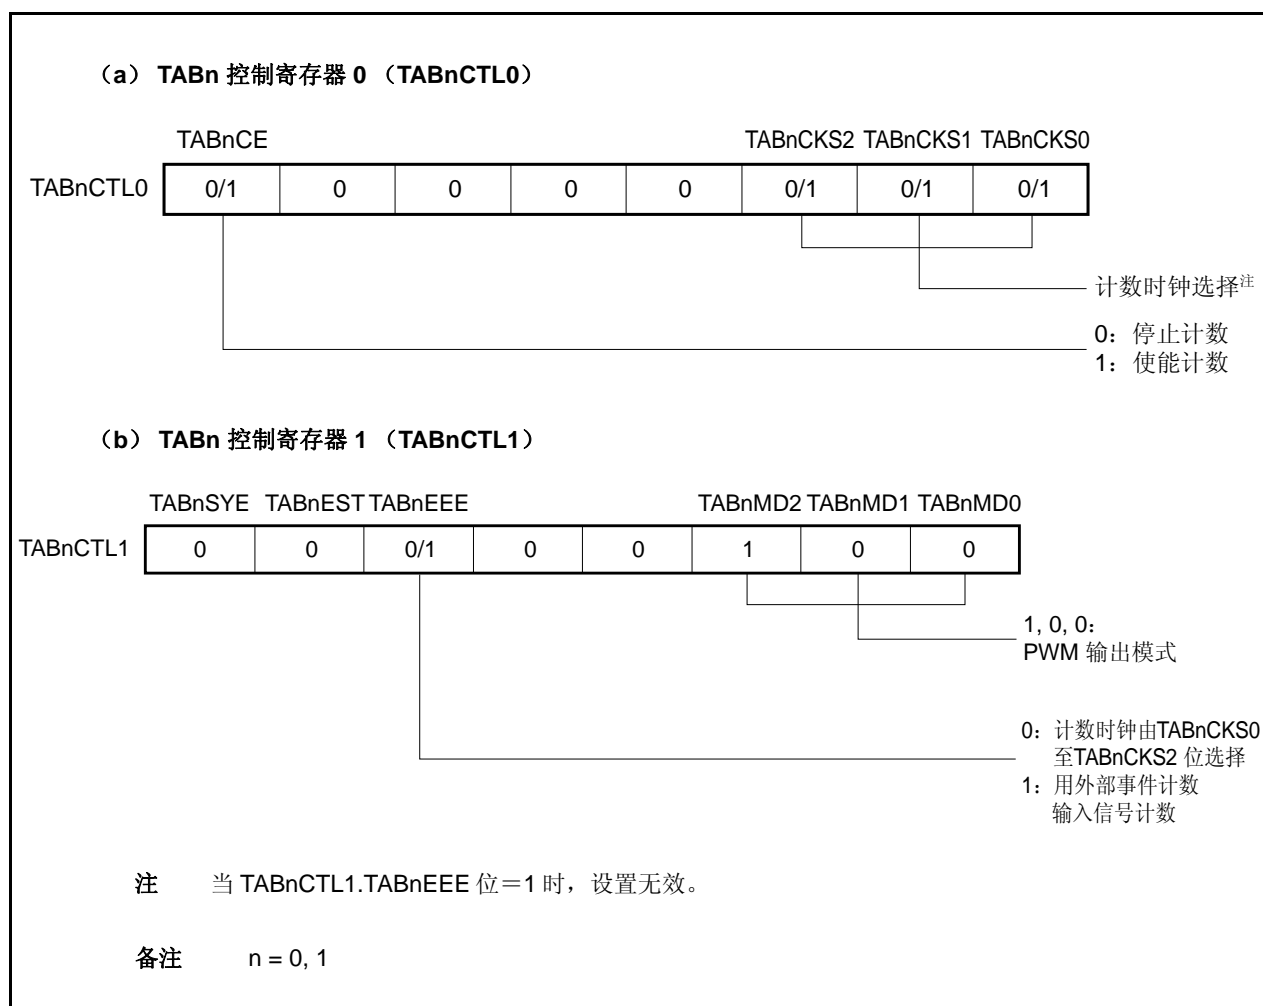 （a） TABn 控制寄存器 0 （TABnCTL0）
TABnCE TABnCKS2 TABnCKS1 TABnCKS0
TABnCTL0 0/1 0 0 0 0 0/1 0/1 0/1
计数时钟选择注
0：停止计数
1：使能计数
（b） TABn 控制寄存器 1 （TABnCTL1）
TABnSYE TABnEST TABnEEE TABnMD2 TABnMD1 TABnMD0
TABnCTL1 0 0 0/1 0 0 1 0 0
1, 0, 0：
PWM 输出模式
0：计数时钟由TABnCKS0
至TABnCKS2 位选择
1：用外部事件计数
输入信号计数
注 当 TABnCTL1.TABnEEE 位＝1 时，设置无效。
备注 n = 0, 1